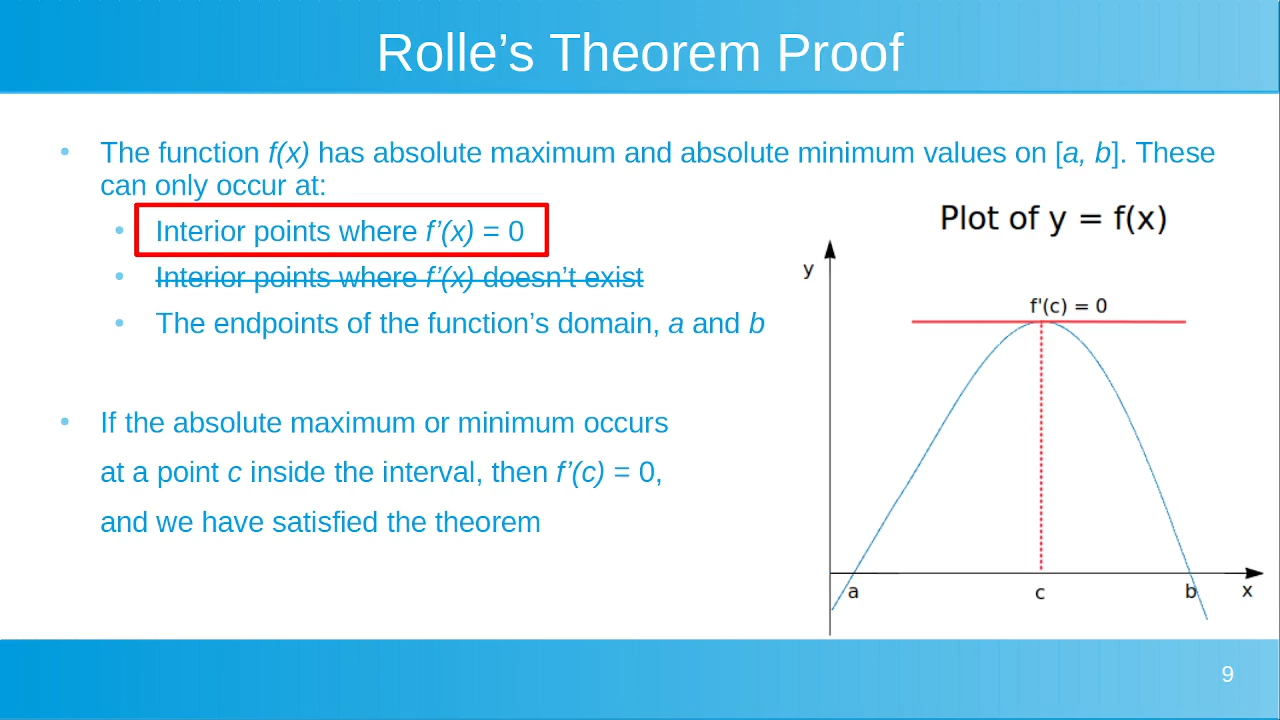 Rolle’s Theorem Proof
The function f(x) has absolute maximum and absolute minimum values on [a, b]. These
can only occur at:
Interior points where f’(x) = 0
Interior points where f’(x) doesn’t exist
The endpoints of the function’s domain, a and b
If the absolute maximum or minimum occurs
at a point c inside the interval, then f’(c) = 0,
and we have satisfied the theorem
Plot of y = f(x)
y
f'(c) = 0
a
c
b
x
9